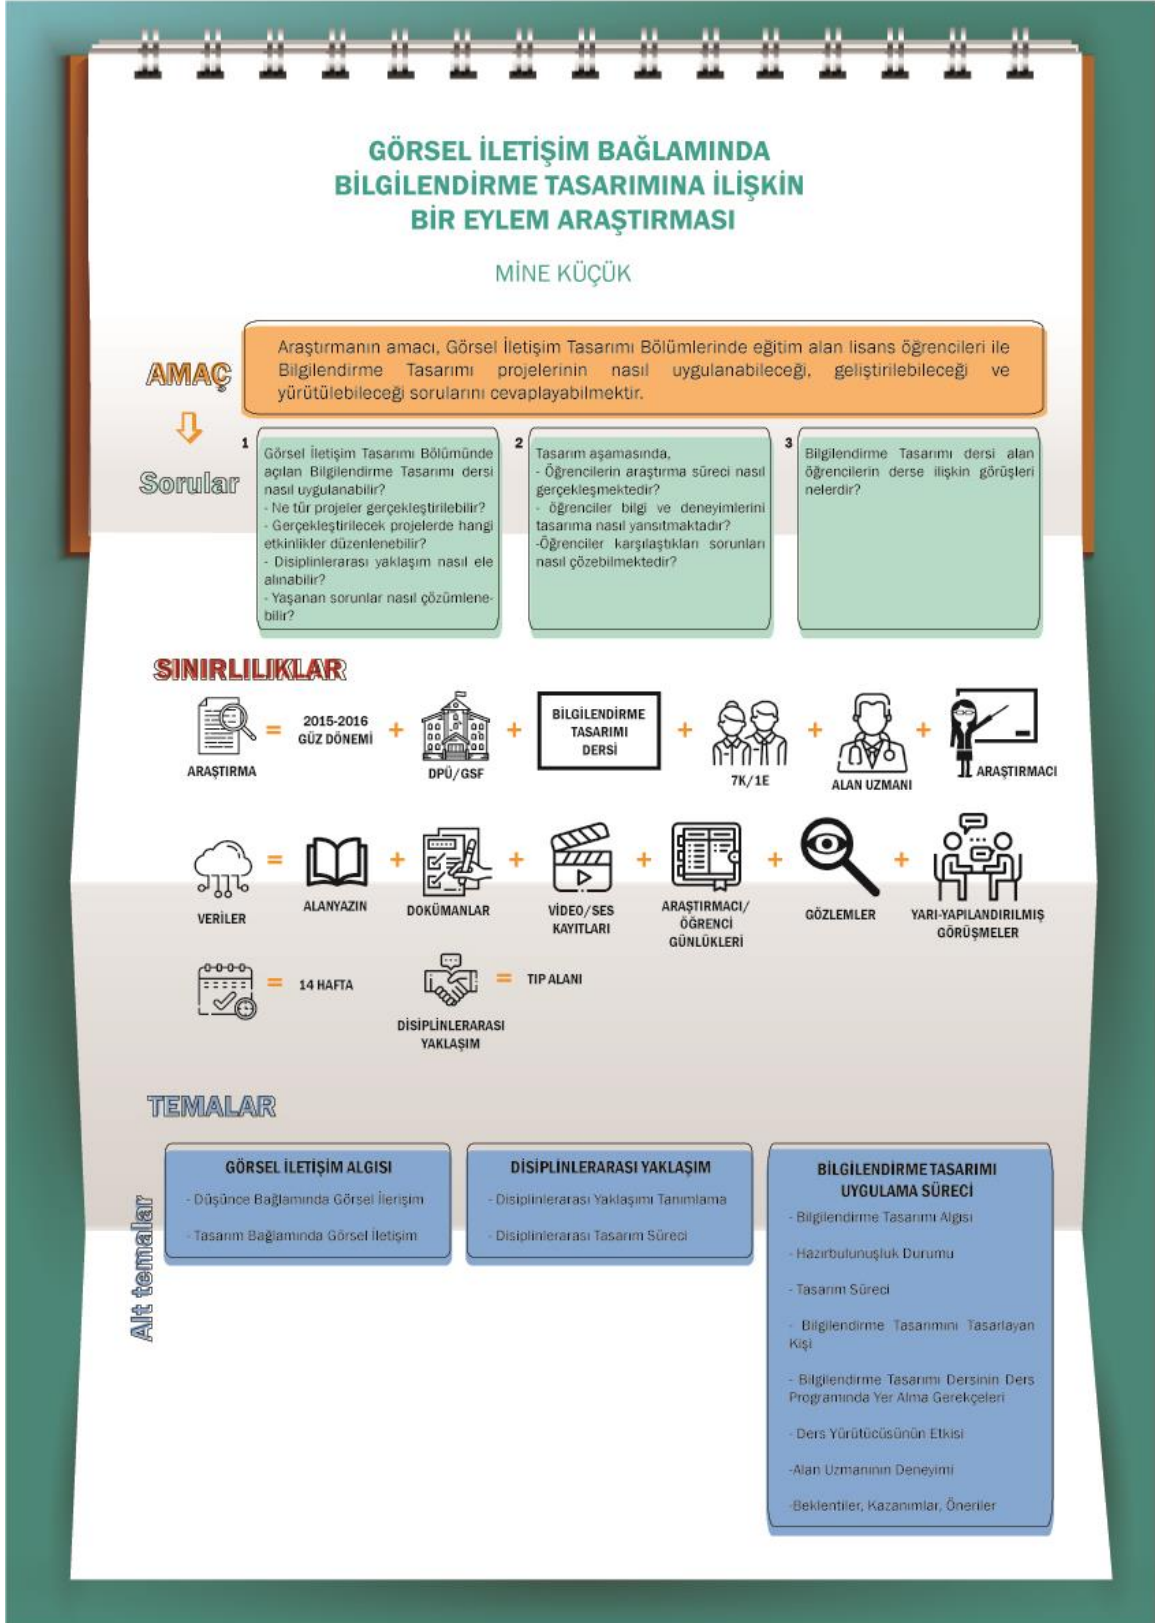 GÖRSEL İLETİŞİM BAĞLAMINDA
BİLGİLENDİRME TASARIMINA İLİŞKİN
BİR EYLEM ARAŞTIRMASI
MİNE KÜÇÜK
AMAÇ
Araştırmanın amacı, Görsel İletişim Tasarımı Bölümlerinde eğitim alan lisans öğrencileri ile
Bilgilendirme Tasarımı projelerinin nasıl uygulanabileceği, geliştirilebileceği ve
yürütülebileceği sorularını cevaplayabilmektir.
Sorular
1
Görsel İletişim Tasarımı Bölümünde
açılan Bilgilendirme Tasarımı dersi
nasıl uygulanabilir?
- Ne tür projeler gerçekleştirilebilir?
- Gerçekleştirilecek projelerde hangi
etkinlikler düzenlenebilir?
- Disiplinlerarası yaklaşım nasıl ele
alınabilir?
- Yaşanan sorunlar nasıl çözümlene-
bilir?
2
Tasarım aşamasında,
- Öğrencilerin araştırma süreci nasıl
gerçekleşmektedir?
- öğrenciler bilgi ve deneyimlerini
tasarıma nasıl yansıtmaktadır?
-Öğrenciler karşılaştıkları sorunları
nasıl çözebilmektedir?
3
Bilgilendirme Tasarımı dersi alan
öğrencilerin derse ilişkin görüşleri
nelerdir?
SINIRLILIKLAR
ARAŞTIRMA
=
2015-2016
GÜZ DÖNEMİ
+
DPÜ/GSF
+
BİLGİLENDİRME
TASARIMI
DERSİ
+
7K/1E
+
ALAN UZMANI
+
ARAŞTIRMACI
VERİLER
=
ALANYAZIN
+
DOKÜMANLAR
+
VİDEO/SES
KAYITLARI
+
ARAŞTIRMACI/
ÖĞRENCİ
GÜNLÜKLERİ
+
GÖZLEMLER
+
YARI-YAPILANDIRILMIŞ
GÖRÜŞMELER
=
14 HAFTA
DİSİPLİNLERARASI
YAKLAŞIM
=
TIP ALANI
TEMALAR
Alt temalar
GÖRSEL İLETİŞİM ALGISI
- Düşünce Bağlamında Görsel İlerişim
- Tasarım Bağlamında Görsel İletişim
DİSİPLİNLERARASI YAKLAŞIM
- Disiplinlerarası Yaklaşımı Tanımlama
- Disiplinlerarası Tasarım Süreci
BİLGİLENDİRME TASARIMI
UYGULAMA SÜRECİ
- Bilgilendirme Tasarımı Algısı
- Hazırbulunuşluk Durumu
- Tasarım Süreci
- Bilgilendirme Tasarımını Tasarlayan
Kişi
- Bilgilendirme Tasarımı Dersinin Ders
Programında Yer Alma Gerekçeleri
- Ders Yürütücüsünün Etkisi
-Alan Uzmanının Deneyimi
-Beklentiler, Kazanımlar, Öneriler